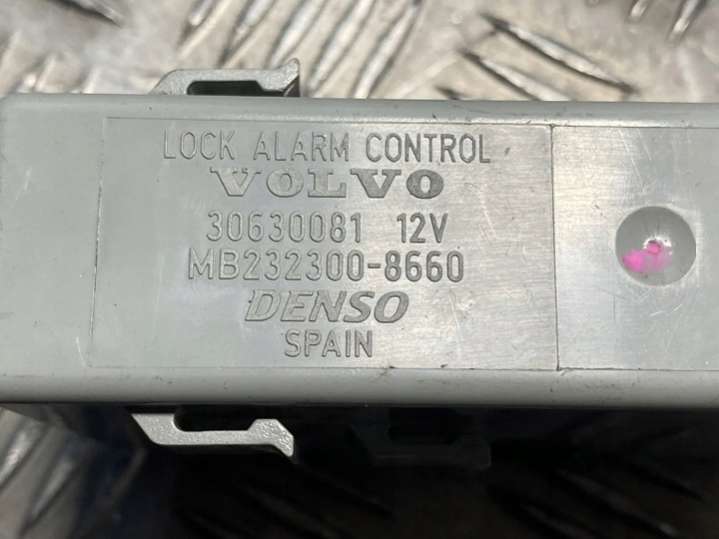 LOCK ALARM CONTROL
VOLVO
30630081 12V
MB232300-8660
DENSO
SPAIN